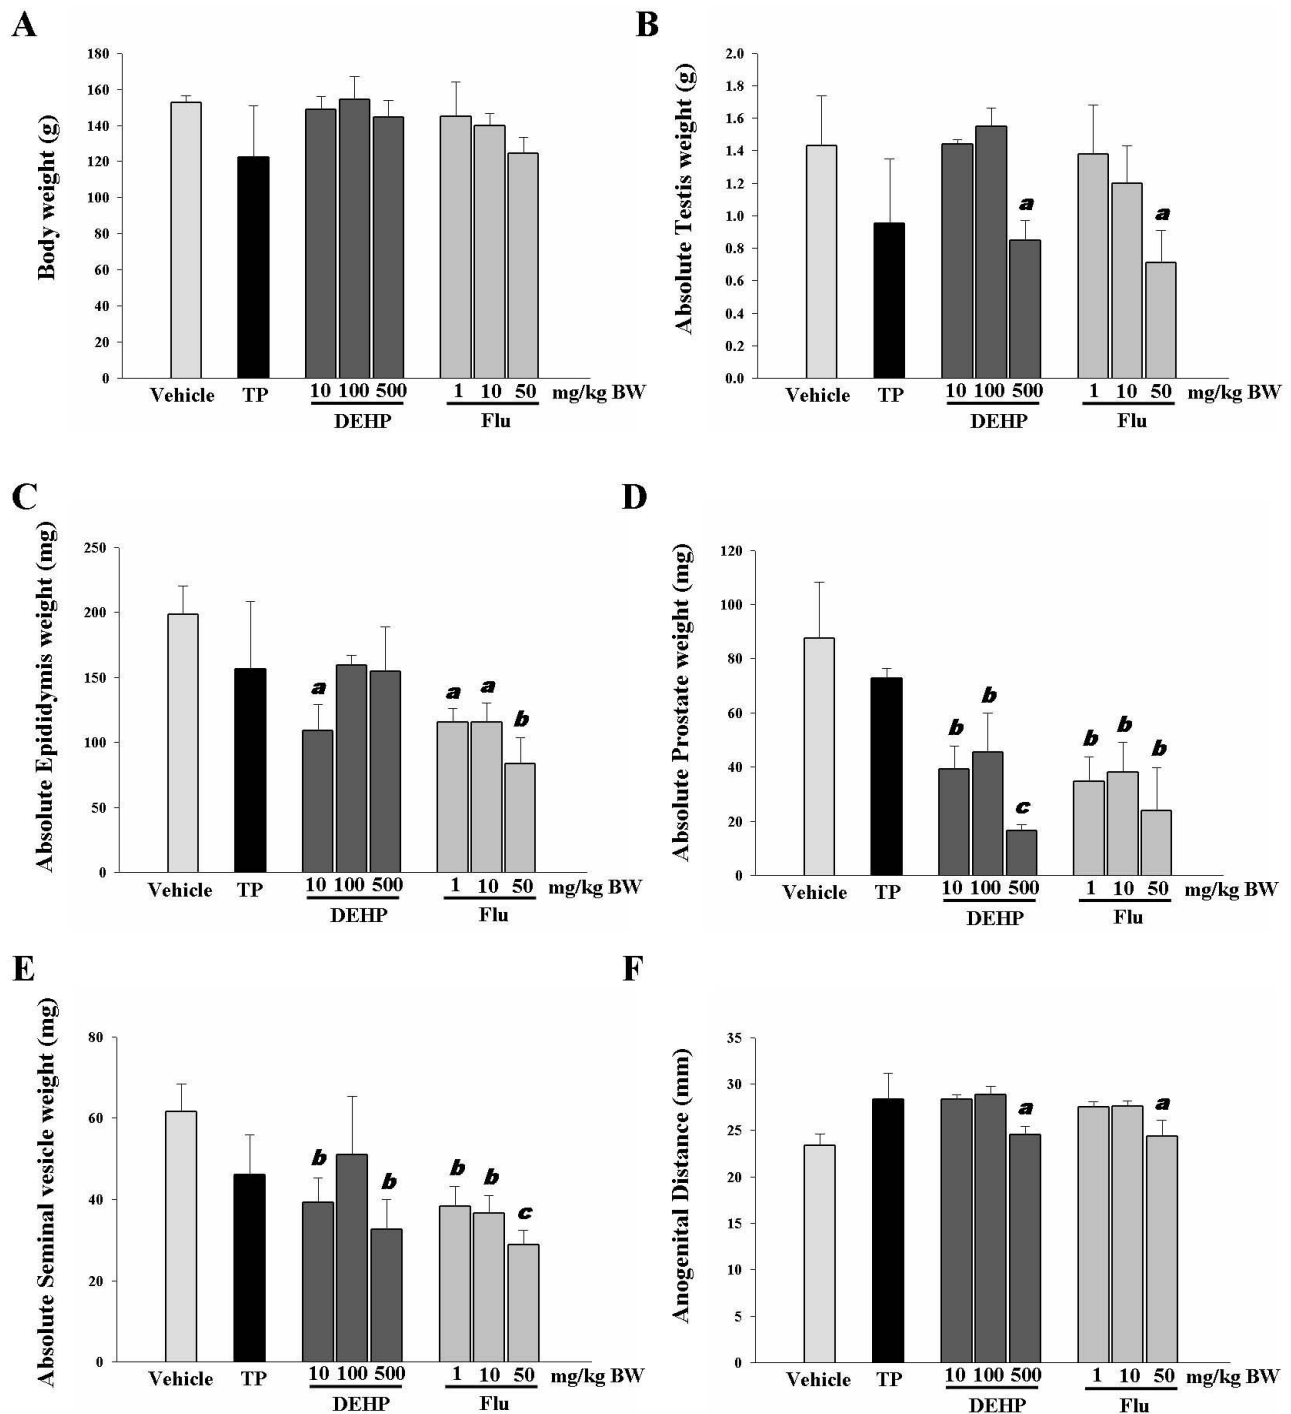 A
Body weight (g)
180
160
140
120
100
80
60
40
20
0
Vehicle TP 10 100 500 1 10 50 mg/kg BW
DEHP Flu
B
Absolute Testis weight (g)
2.0
1.8
1.6
1.4
1.2
1.0
0.8
0.6
0.4
0.2
0.0
a a
Vehicle TP 10 100 500 1 10 50 mg/kg BW
DEHP Flu
C
Absolute Epididymis weight (mg)
250
200
150
100
50
0
a a a b
Vehicle TP 10 100 500 1 10 50 mg/kg BW
DEHP Flu
D
Absolute Prostate weight (mg)
120
100
80
60
40
20
0
b b c b b b
Vehicle TP 10 100 500 1 10 50 mg/kg BW
DEHP Flu
E
Absolute Seminal vesicle weight (mg)
80
60
40
20
0
b b b b c
Vehicle TP 10 100 500 1 10 50 mg/kg BW
DEHP Flu
F
Anogenital Distance (mm)
35
30
25
20
15
10
5
0
a a
Vehicle TP 10 100 500 1 10 50 mg/kg BW
DEHP Flu